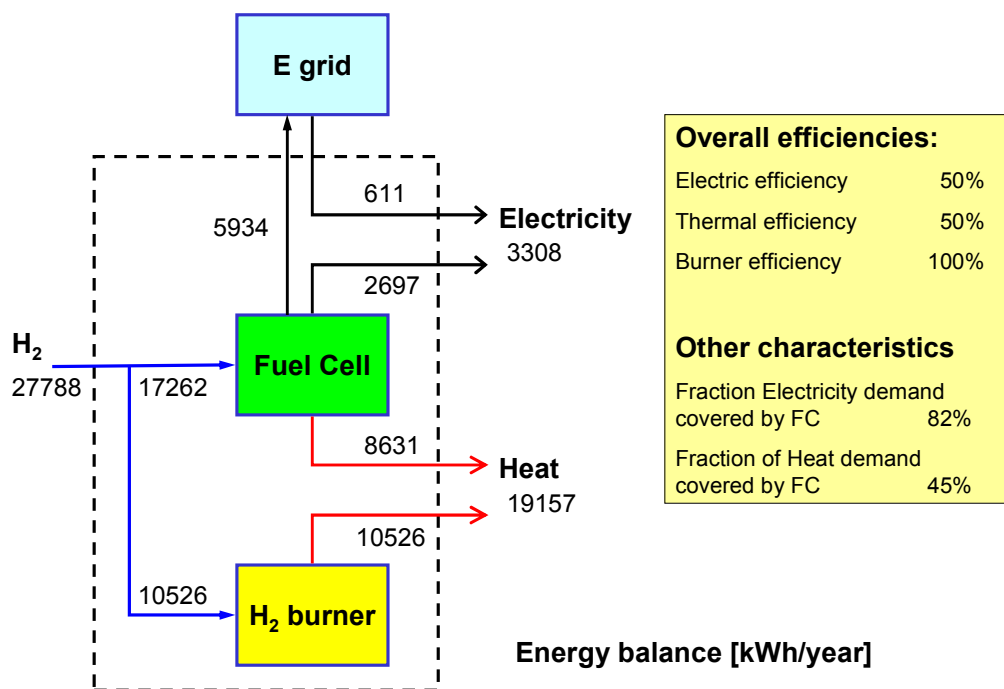 E grid
611
Electricity
5934
3308
2697
H₂
27788
17262
Fuel Cell
8631
Heat
19157
10526
10526
H₂ burner
Energy balance [kWh/year]
Overall efficiencies:
Electric efficiency 50%
Thermal efficiency 50%
Burner efficiency 100%
Other characteristics
Fraction Electricity demand
covered by FC 82%
Fraction of Heat demand
covered by FC 45%